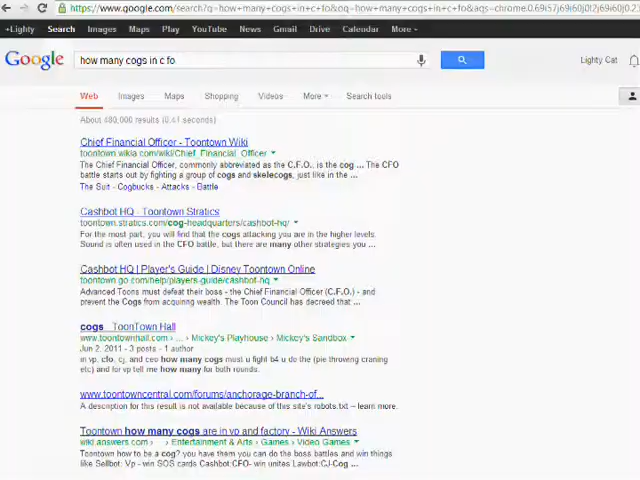 https://www.google.com/search?q=how+many+cogs+in+c+fo&oq=how+many+cogs+in+c+fo&aqs=chrome.0.69i57j69i60j0l2j69i60j0.23
+Lighty Search Images Maps Play YouTube News Gmail Drive Calendar More
Google how many cogs in c fo Lighty Cat
Web Images Maps Shopping Videos More Search tools
About 480,000 results (0.41 seconds)
Chief Financial Officer - Toontown Wiki
toontown.wikia.com/wiki/Chief_Financial_Officer
The Chief Financial Officer, commonly abbreviated as the C.F.O., is the cog ... The CFO
battle starts out by fighting a group of cogs and skelecogs, just like in the ...
The Suit - Cogbucks - Attacks - Battle
Cashbot HQ - Toontown Stratics
toontown.stratics.com/cog-headquarters/cashbot-hq/
For the most part, you will find that the cogs attacking you are in the higher levels.
Sound is often used in the CFO battle, but there are many other strategies you ...
Cashbot HQ | Player's Guide | Disney Toontown Online
toontown.go.com/help/players-guide/cashbot-hq
Advanced Toons must defeat their boss - the Chief Financial Officer (C.F.O.) - and
prevent the Cogs from acquiring wealth. The Toon Council has decreed that ...
cogs - ToonTown Hall
www.toontownhall.com › ... › Mickey's Playhouse › Mickey's Sandbox
Jun 2, 2011 - 3 posts - 1 author
in vp, cfo, cj, and ceo how many cogs must u fight b4 u do the (pie throwing craning
etc) and for vp tell me how many for both rounds.
www.toontowncentral.com/forums/anchorage-branch-of...
A description for this result is not available because of this site's robots.txt – learn more.
Toontown how many cogs are in vp and factory - Wiki Answers
wiki.answers.com › ... › Entertainment & Arts › Games › Video Games
Toontown how to be a cog? you have them you can do the boss battles and win things
like Sellbot: Vp - win SOS cards Cashbot:CFO- win unites Lawbot:CJ-Cog ...